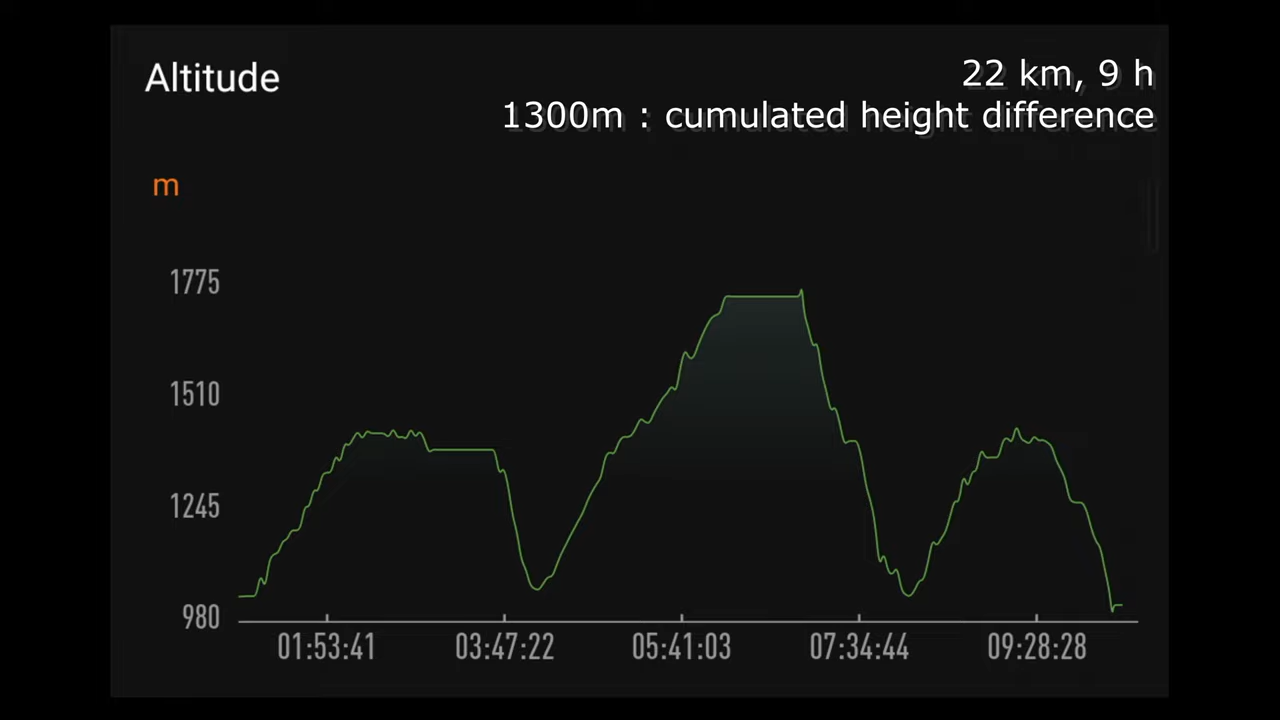 Altitude
22 km, 9 h
1300m : cumulated height difference
m
1775
1510
1245
980
01:53:41 03:47:22 05:41:03 07:34:44 09:28:28